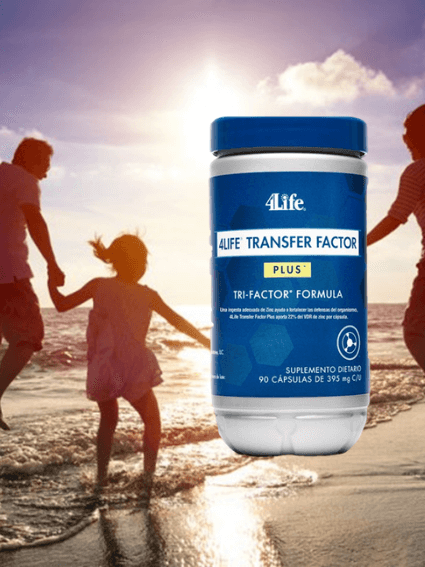 4Life®
4LIFE® TRANSFER FACTOR
PLUS™
TRI-FACTOR® FORMULA
Una ingesta adecuada de Zinc ayuda a fortalecer las defensas del organismo.
4Life Transfer Factor Plus aporta 22% del VDR de zinc por cápsula.
SUPLEMENTO DIETARIO
90 CÁPSULAS DE 395 mg C/U